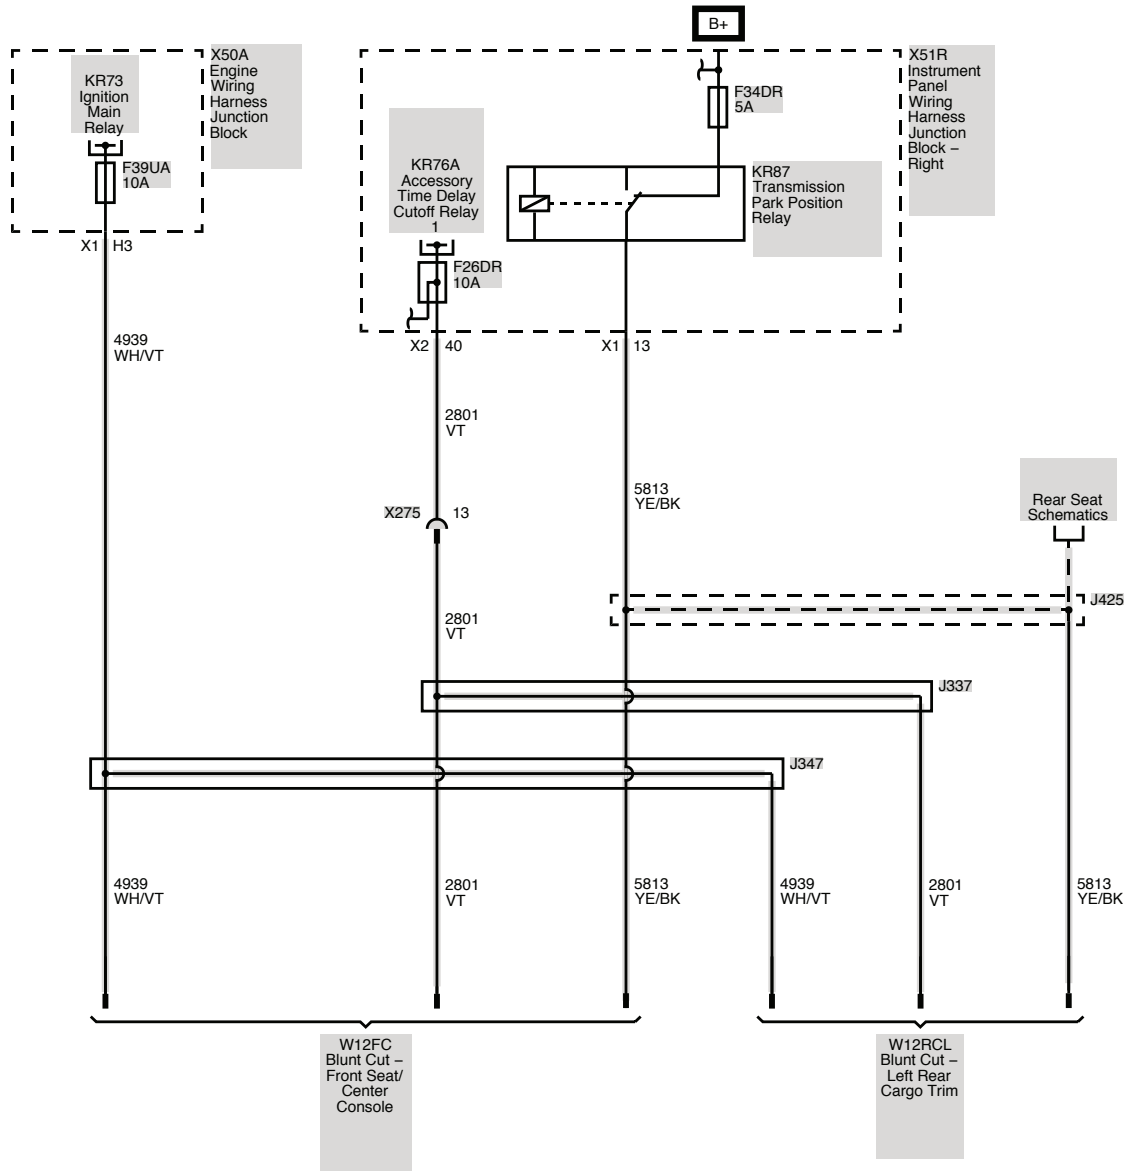 B+
X50A
Engine
Wiring
Harness
Junction
Block
KR73
Ignition
Main
Relay
F39UA
10A
X1 H3
X51R
Instrument
Panel
Wiring
Harness
Junction
Block –
Right
F34DR
5A
KR76A
Accessory
Time Delay
Cutoff Relay
1
F26DR
10A
KR87
Transmission
Park Position
Relay
X2 40
X1 13
4939
WH/VT
2801
VT
5813
YE/BK
X275 13
Rear Seat
Schematics
2801
VT
J425
J337
J347
4939
WH/VT
2801
VT
5813
YE/BK
4939
WH/VT
2801
VT
5813
YE/BK
W12FC
Blunt Cut –
Front Seat/
Center
Console
W12RCL
Blunt Cut –
Left Rear
Cargo Trim